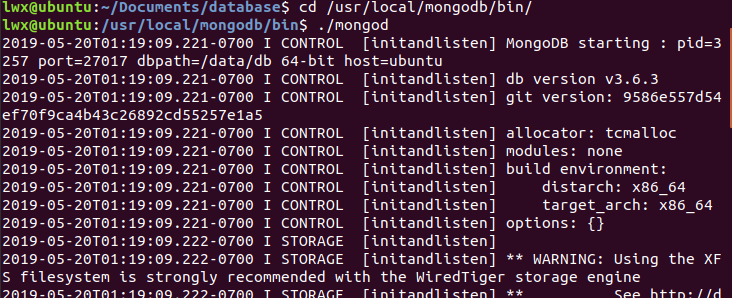 lwx@ubuntu:~/Documents/database$ cd /usr/local/mongodb/bin/
lwx@ubuntu:/usr/local/mongodb/bin$ ./mongod
2019-05-20T01:19:09.221-0700 I CONTROL  [initandlisten] MongoDB starting : pid=3
257 port=27017 dbpath=/data/db 64-bit host=ubuntu
2019-05-20T01:19:09.221-0700 I CONTROL  [initandlisten] db version v3.6.3
2019-05-20T01:19:09.221-0700 I CONTROL  [initandlisten] git version: 9586e557d54
ef70f9ca4b43c26892cd55257e1a5
2019-05-20T01:19:09.221-0700 I CONTROL  [initandlisten] allocator: tcmalloc
2019-05-20T01:19:09.221-0700 I CONTROL  [initandlisten] modules: none
2019-05-20T01:19:09.221-0700 I CONTROL  [initandlisten] build environment:
2019-05-20T01:19:09.221-0700 I CONTROL  [initandlisten]     distarch: x86_64
2019-05-20T01:19:09.221-0700 I CONTROL  [initandlisten]     target_arch: x86_64
2019-05-20T01:19:09.221-0700 I CONTROL  [initandlisten] options: {}
2019-05-20T01:19:09.222-0700 I STORAGE  [initandlisten]
2019-05-20T01:19:09.222-0700 I STORAGE  [initandlisten] ** WARNING: Using the XF
S filesystem is strongly recommended with the WiredTiger storage engine
2019-05-20T01:19:09.222-0700 I STORAGE  [initandlisten] **          See http://d